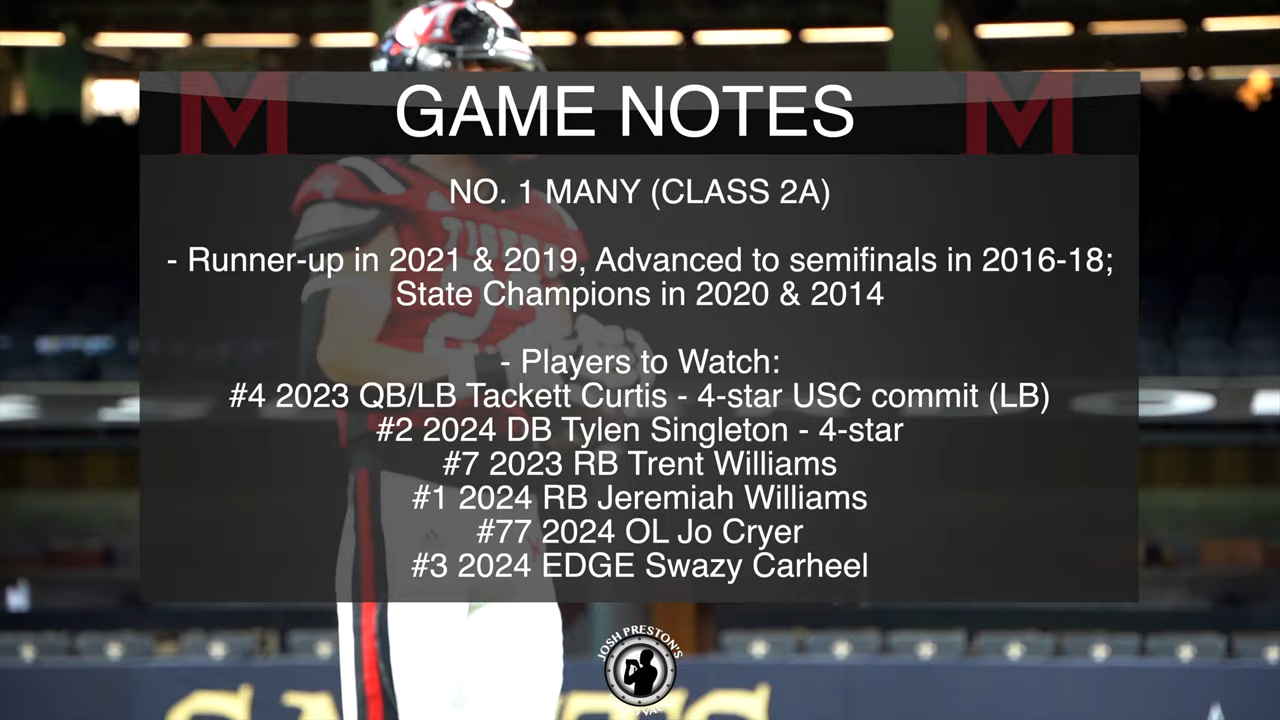 M GAME NOTES M
NO. 1 MANY (CLASS 2A)
- Runner-up in 2021 & 2019, Advanced to semifinals in 2016-18;
State Champions in 2020 & 2014
- Players to Watch:
#4 2023 QB/LB Tackett Curtis - 4-star USC commit (LB)
#2 2024 DB Tylen Singleton - 4-star
#7 2023 RB Trent Williams
#1 2024 RB Jeremiah Williams
#77 2024 OL Jo Cryer
#3 2024 EDGE Swazy Carheel
JOSH PRESTON'S